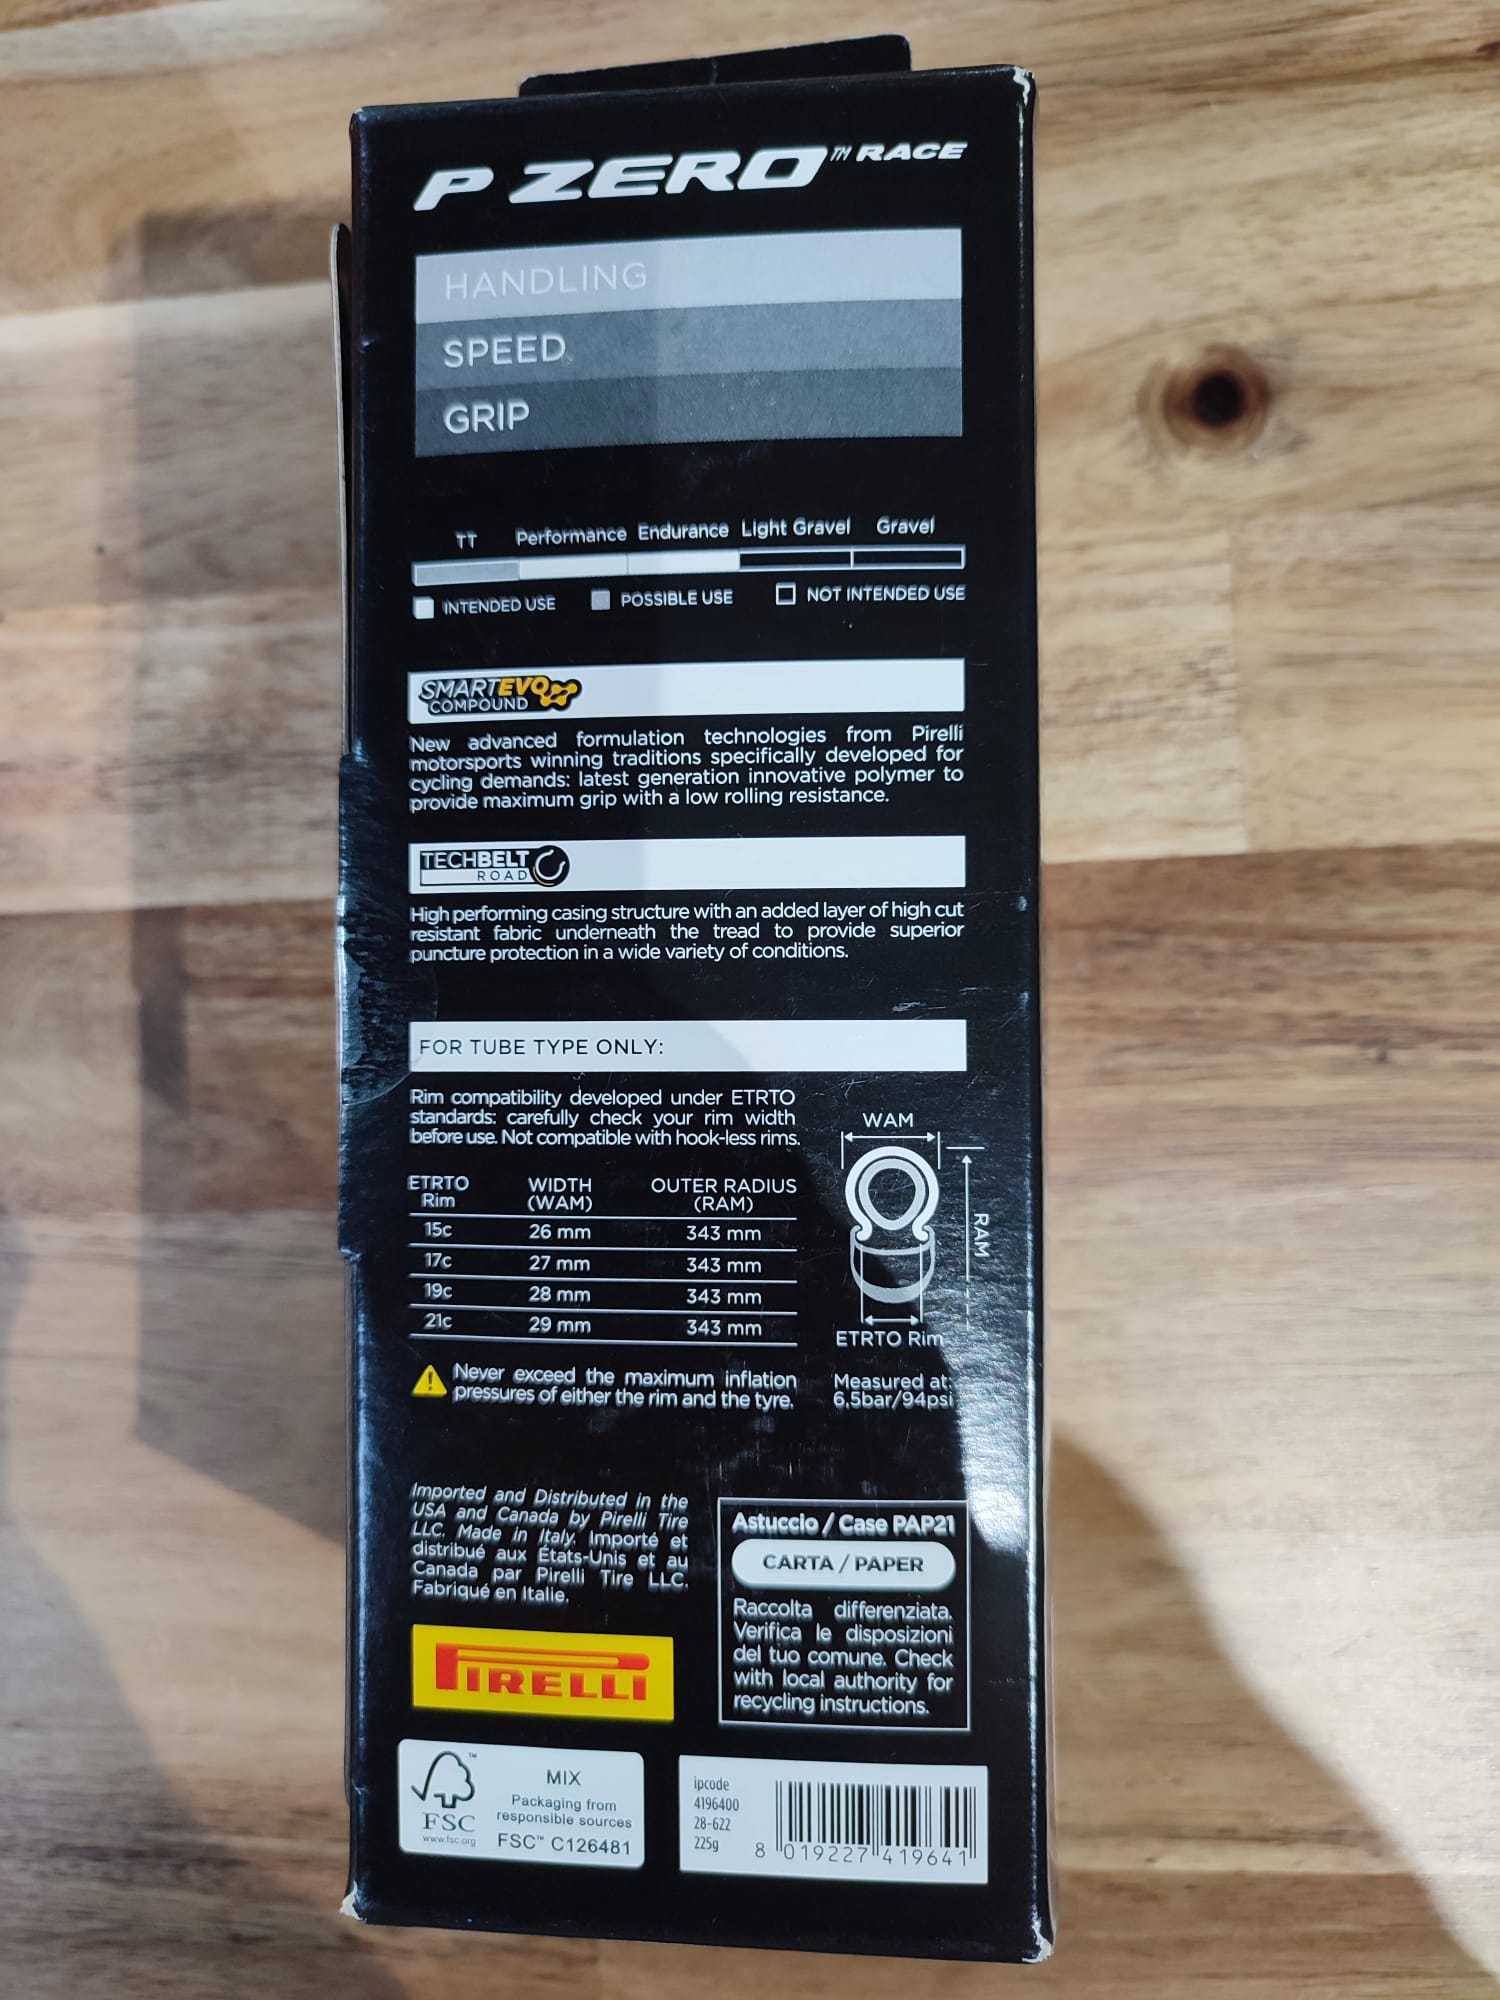 P ZERO™ RACE
HANDLING
SPEED
GRIP
TT Performance Endurance Light Gravel Gravel
INTENDED USE POSSIBLE USE NOT INTENDED USE
SMARTEVO
COMPOUND
New advanced formulation technologies from Pirelli
motorsports winning traditions specifically developed for
cycling demands: latest generation innovative polymer to
provide maximum grip with a low rolling resistance.
TECHBELT
ROAD
High performing casing structure with an added layer of high cut
resistant fabric underneath the tread to provide superior
puncture protection in a wide variety of conditions.
FOR TUBE TYPE ONLY:
Rim compatibility developed under ETRTO
standards: carefully check your rim width
before use. Not compatible with hook-less rims.
ETRTO Rim WIDTH (WAM) OUTER RADIUS (RAM)
15c 26 mm 343 mm
17c 27 mm 343 mm
19c 28 mm 343 mm
21c 29 mm 343 mm
WAM
RAM
ETRTO Rim
Measured at:
6,5bar/94psi
Never exceed the maximum inflation
pressures of either the rim and the tyre.
Imported and Distributed in the
USA and Canada by Pirelli Tire
LLC. Made in Italy. Importé et
distribué aux États-Unis et au
Canada par Pirelli Tire LLC.
Fabriqué en Italie.
Astuccio / Case PAP21
CARTA / PAPER
Raccolta differenziata.
Verifica le disposizioni
del tuo comune. Check
with local authority for
recycling instructions.
PIRELLI
FSC
www.fsc.org
™
MIX
Packaging from
responsible sources
FSC™ C126481
ipcode
4196400
28-622
225g
8 019227 419641